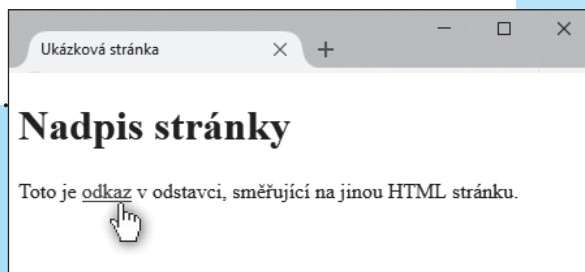 Ukázková stránka
Nadpis stránky
Toto je odkaz v odstavci, směřující na jinou HTML stránku.